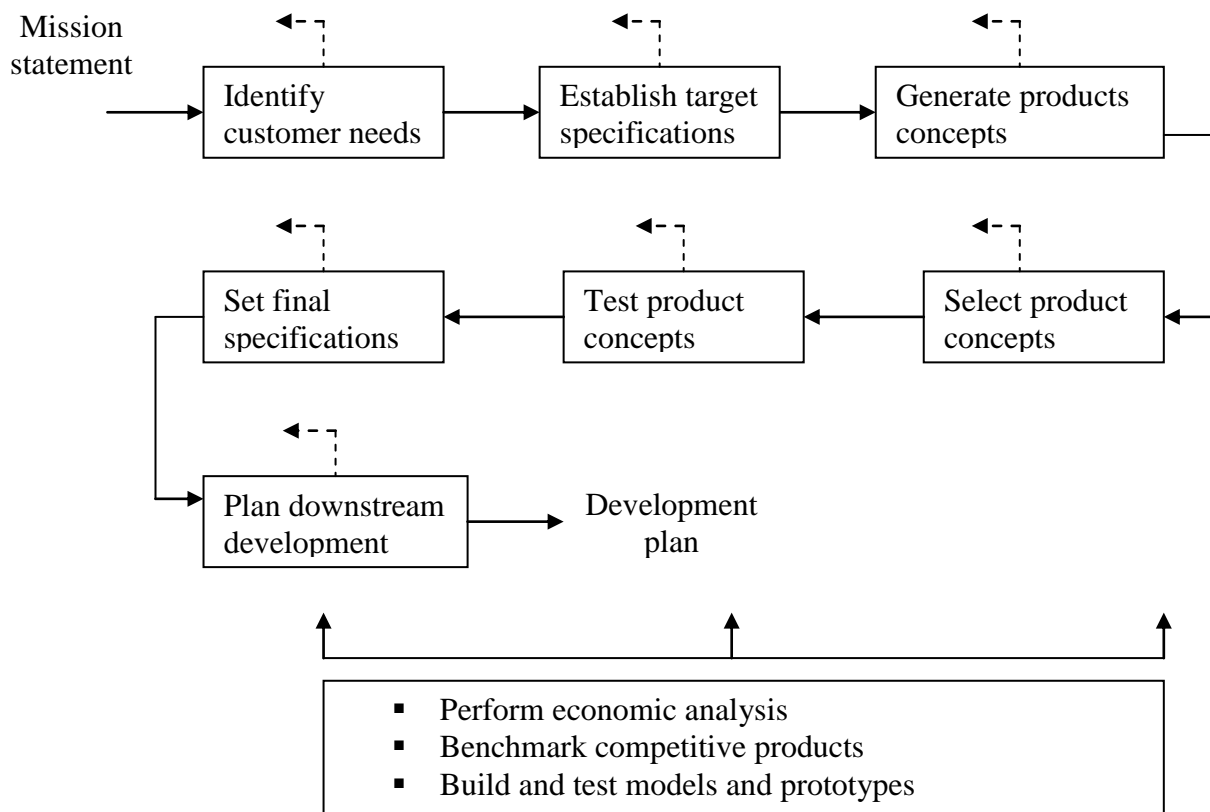 Mission
statement
Identify
customer needs
Establish target
specifications
Generate products
concepts
Set final
specifications
Test product
concepts
Select product
concepts
Plan downstream
development
Development
plan
▪ Perform economic analysis
▪ Benchmark competitive products
▪ Build and test models and prototypes